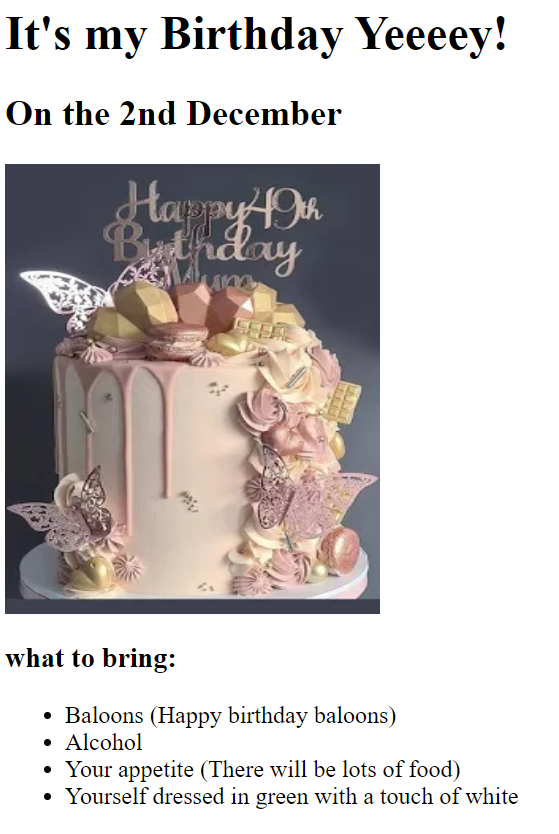 It's my Birthday Yeeeey!
On the 2nd December
Happy 49th
Birthday
Mum
what to bring:
Baloons (Happy birthday baloons)
Alcohol
Your appetite (There will be lots of food)
Yourself dressed in green with a touch of white